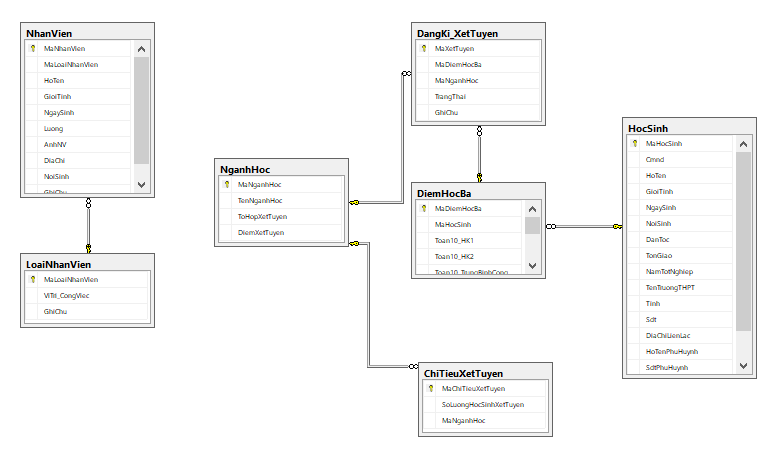 NhanVien
MaNhanVien
MaLoaiNhanVien
HoTen
GioiTinh
NgaySinh
Luong
AnhNV
DiaChi
NoiSinh
GhiChu
LoaiNhanVien
MaLoaiNhanVien
ViTri_CongViec
GhiChu
NganhHoc
MaNganhHoc
TenNganhHoc
ToHopXetTuyen
DiemXetTuyen
DangKi_XetTuyen
MaXetTuyen
MaDiemHocBa
MaNganhHoc
TrangThai
GhiChu
DiemHocBa
MaDiemHocBa
MaHocSinh
Toan10_HK1
Toan10_HK2
Toan10_TrungBinhCong
ChiTieuXetTuyen
MaChiTieuXetTuyen
SoLuongHocSinhXetTuyen
MaNganhHoc
HocSinh
MaHocSinh
Cmnd
HoTen
GioiTinh
NgaySinh
NoiSinh
DanToc
TonGiao
NamTotNghiep
TenTruongTHPT
Tinh
Sdt
DiaChiLienLac
HoTenPhuHuynh
SdtPhuHuynh